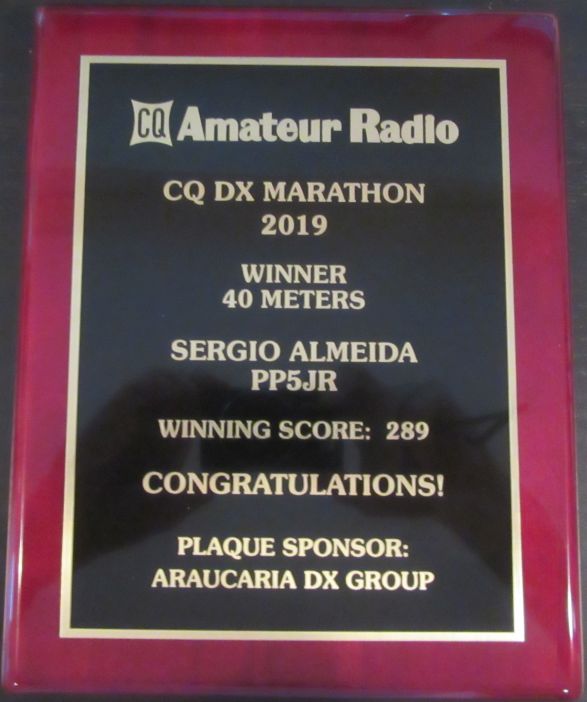 CQ Amateur Radio
CQ DX MARATHON
2019
WINNER
40 METERS
SERGIO ALMEIDA
PP5JR
WINNING SCORE: 289
CONGRATULATIONS!
PLAQUE SPONSOR:
ARAUCARIA DX GROUP